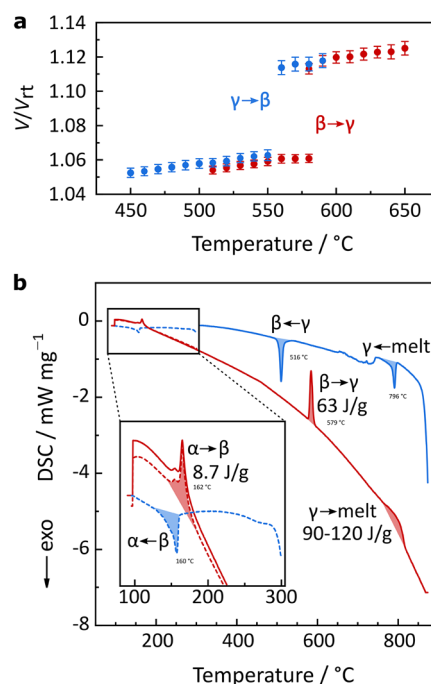 a
1.14
1.12
1.10
1.08
1.06
1.04
V/Vrt
γ→β
β→γ
450 500 550 600 650
Temperature / °C
b
0
-2
-4
-6
-8
DSC / mW mg⁻¹
←exo
β←γ
516 °C
γ←melt
796 °C
β→γ
63 J/g
579 °C
α→β
8.7 J/g
162 °C
α←β
160 °C
γ→melt
90-120 J/g
100 200 300
200 400 600 800
Temperature / °C